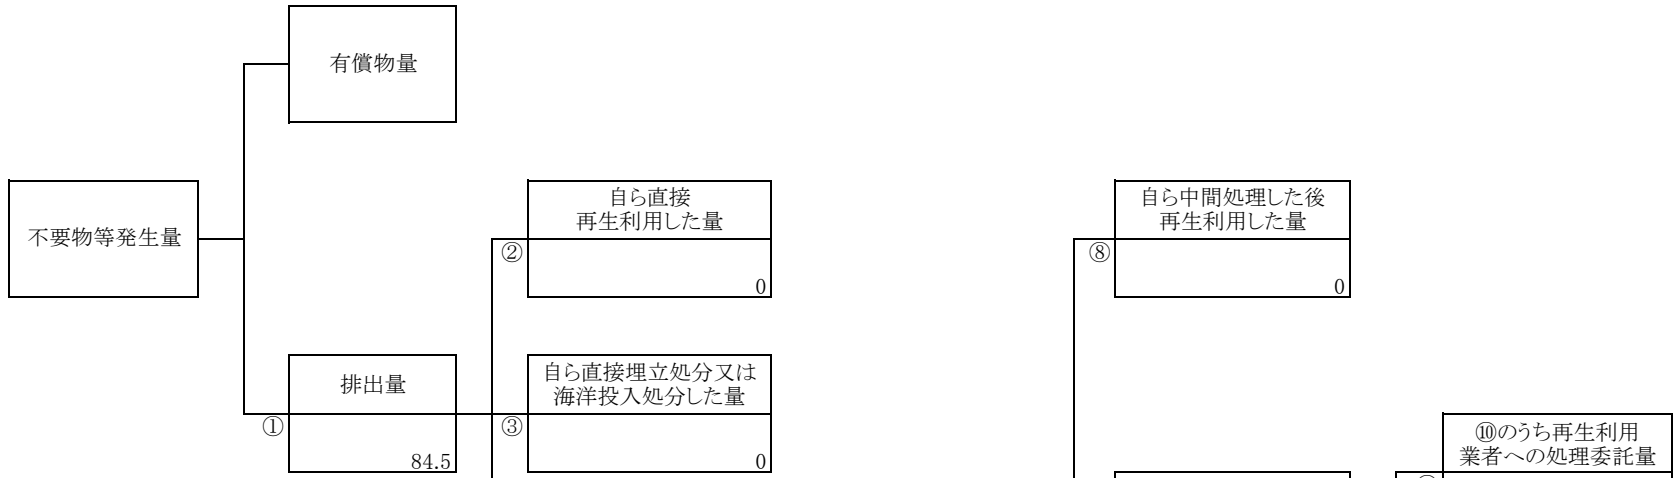 有償物量
不要物等発生量
自ら直接
再生利用した量
②
0
自ら中間処理した後
再生利用した量
⑧
0
排出量
①
84.5
自ら直接埋立処分又は
海洋投入処分した量
③
0
⑩のうち再生利用
業者への処理委託量